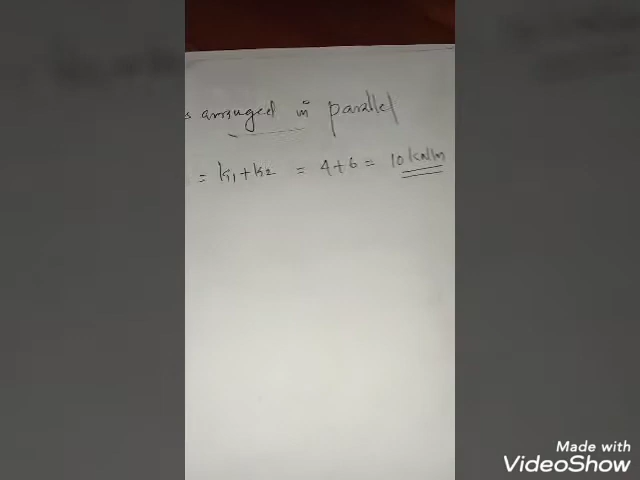 s arranged in parallel
= k1+k2 = 4+6 = 10 kN/m
Made with
VideoShow